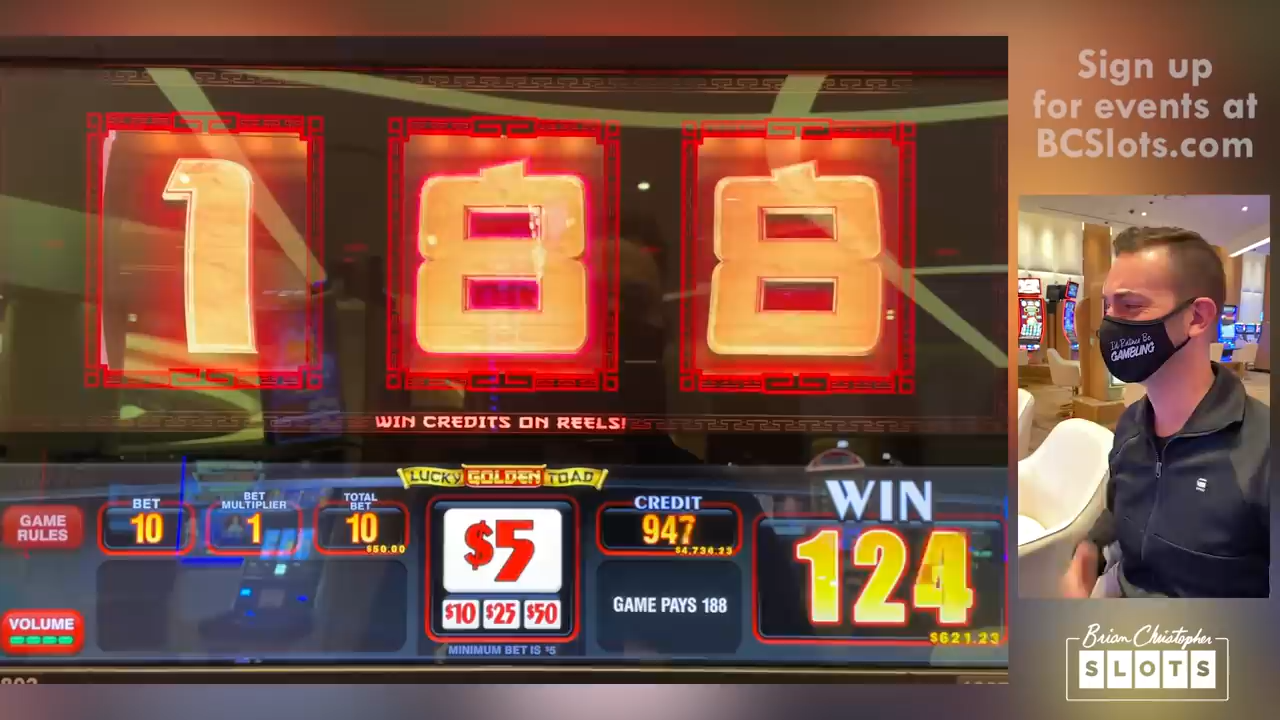 Sign up
for events at
BCSlots.com
1 8 8
WIN CREDITS ON REELS!
LUCKY GOLDEN TOAD
GAME
RULES
BET
10
BET
MULTIPLIER
1
TOTAL
BET
10
$50.00
$5
$10 $25 $50
MINIMUM BET IS $5
CREDIT
947
$4,736.23
GAME PAYS 188
WIN
124
$621.23
VOLUME
I'd Rather Be
GAMBLING
Brian Christopher
SLOTS